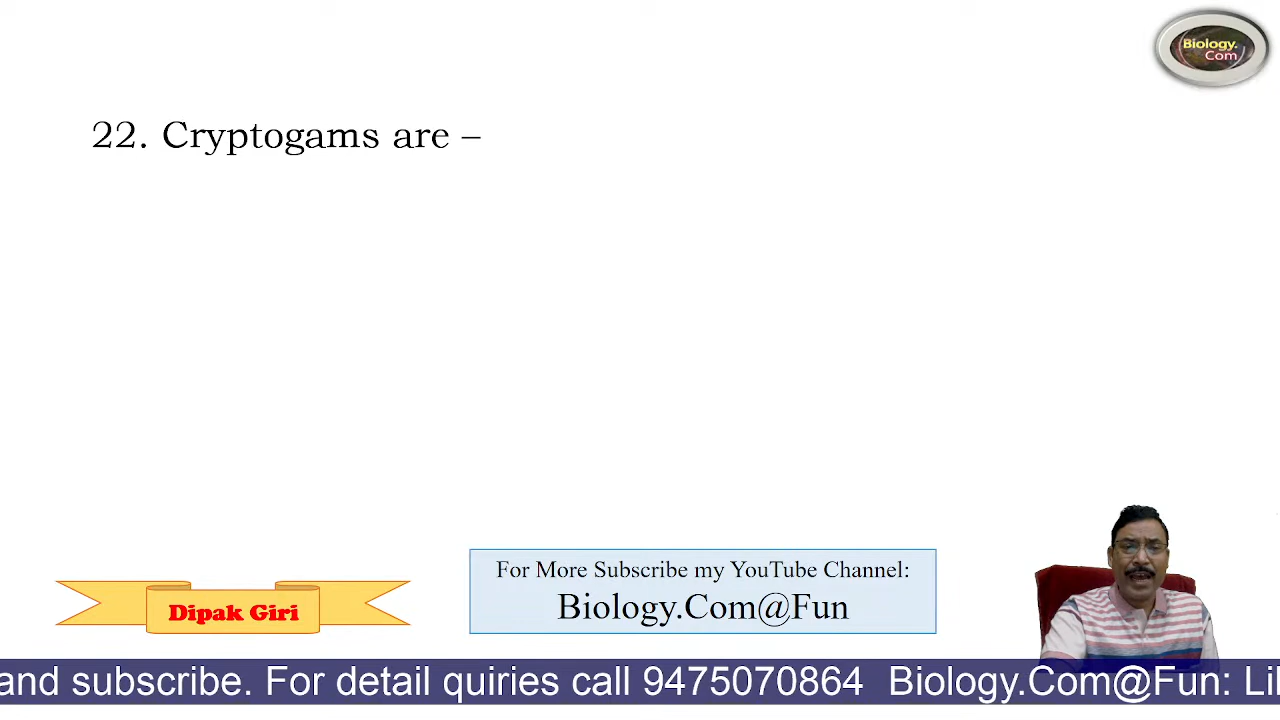 Biology.
Com
22. Cryptogams are –
For More Subscribe my YouTube Channel:
Biology.Com@Fun
Dipak Giri
and subscribe. For detail quiries call 9475070864 Biology.Com@Fun: Li